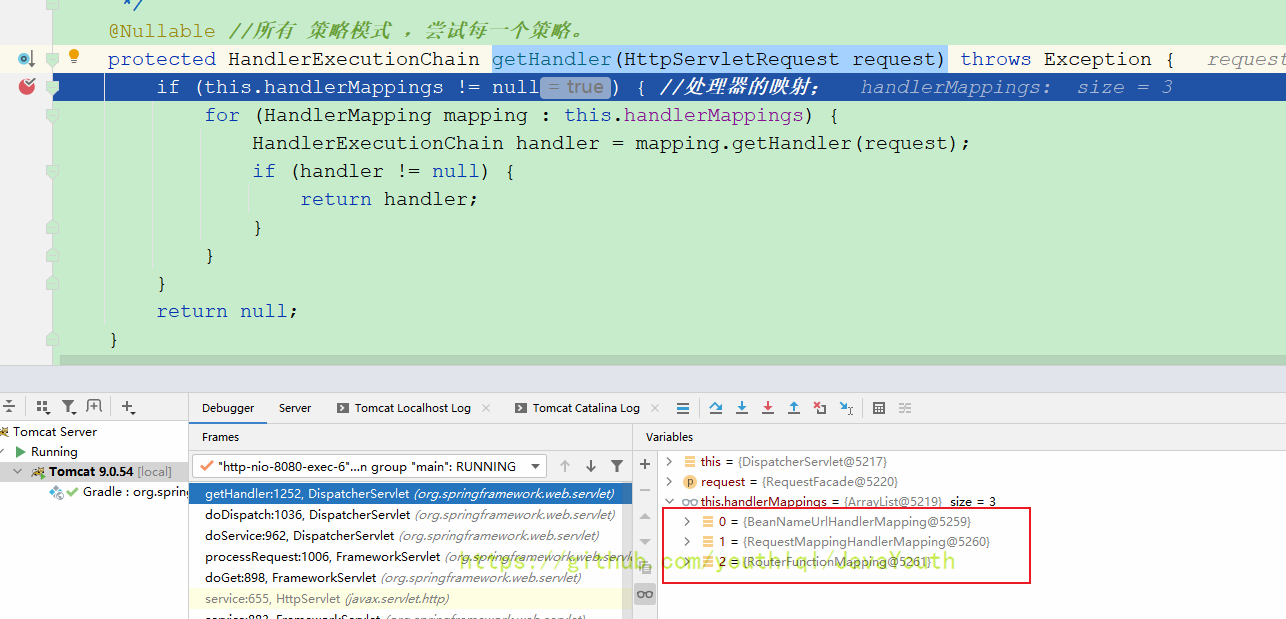 */
@Nullable //所有 策略模式 ，尝试每一个策略。
protected HandlerExecutionChain getHandler(HttpServletRequest request) throws Exception { request
if (this.handlerMappings != null = true ) { //处理器的映射； handlerMappings: size = 3
for (HandlerMapping mapping : this.handlerMappings) {
HandlerExecutionChain handler = mapping.getHandler(request);
if (handler != null) {
return handler;
}
}
}
return null;
}
Debugger Server Tomcat Localhost Log Tomcat Catalina Log
Tomcat Server
Running
Tomcat 9.0.54 [local]
Gradle : org.spring
Frames
"http-nio-8080-exec-6"...n group "main": RUNNING
getHandler:1252, DispatcherServlet (org.springframework.web.servlet)
doDispatch:1036, DispatcherServlet (org.springframework.web.servlet)
doService:962, DispatcherServlet (org.springframework.web.servlet)
processRequest:1006, FrameworkServlet (org.springframework.web.serv
doGet:898, FrameworkServlet (org.springframework.web.servlet)
service:655, HttpServlet (javax.servlet.http)
service:883, FrameworkServlet (org.springframework.web.servlet)
Variables
this = {DispatcherServlet@5217}
request = {RequestFacade@5220}
this.handlerMappings = {ArrayList@5219} size = 3
0 = {BeanNameUrlHandlerMapping@5259}
1 = {RequestMappingHandlerMapping@5260}
2 = {RouterFunctionMapping@5261}
https://github.com/youthlql/JavaYouth